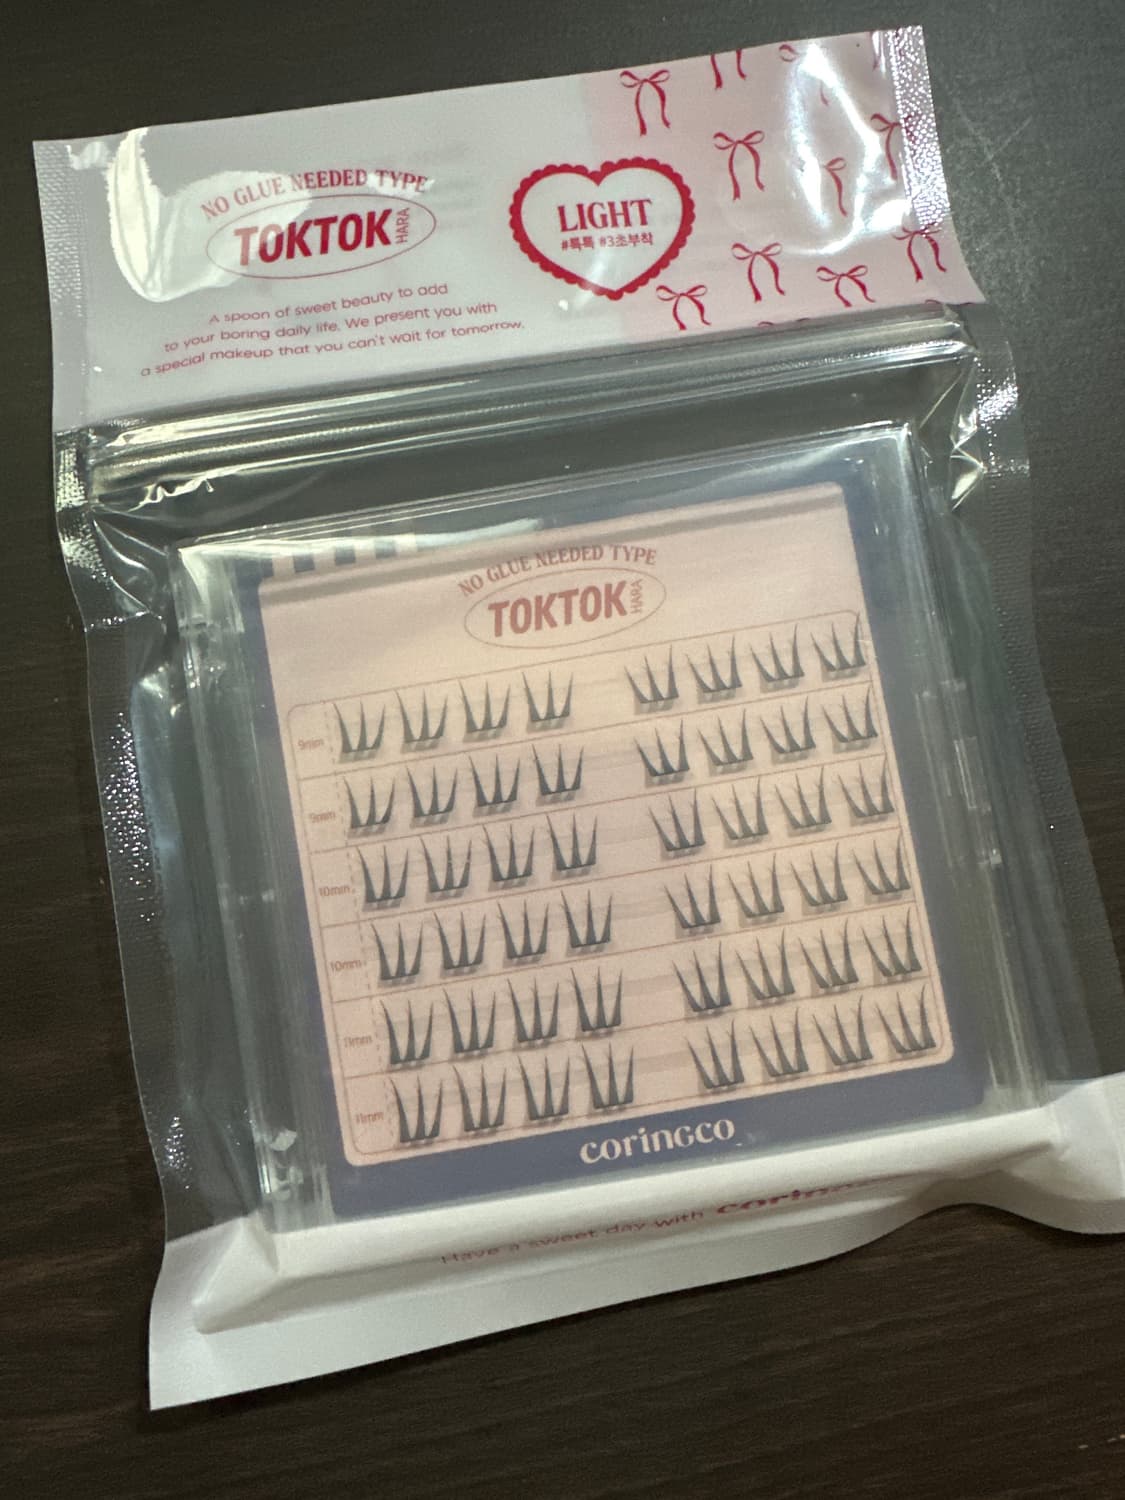 NO GLUE NEEDED TYPE
TOKTOK
HARA
A spoon of sweet beauty to add
to your boring daily life. We present you with
a special makeup that you can't wait for tomorrow.
LIGHT
#톡톡 #3초부착
NO GLUE NEEDED TYPE
TOKTOK
HARA
9mm
9mm
10mm
10mm
11mm
11mm
coringco
Have a sweet day with coringco